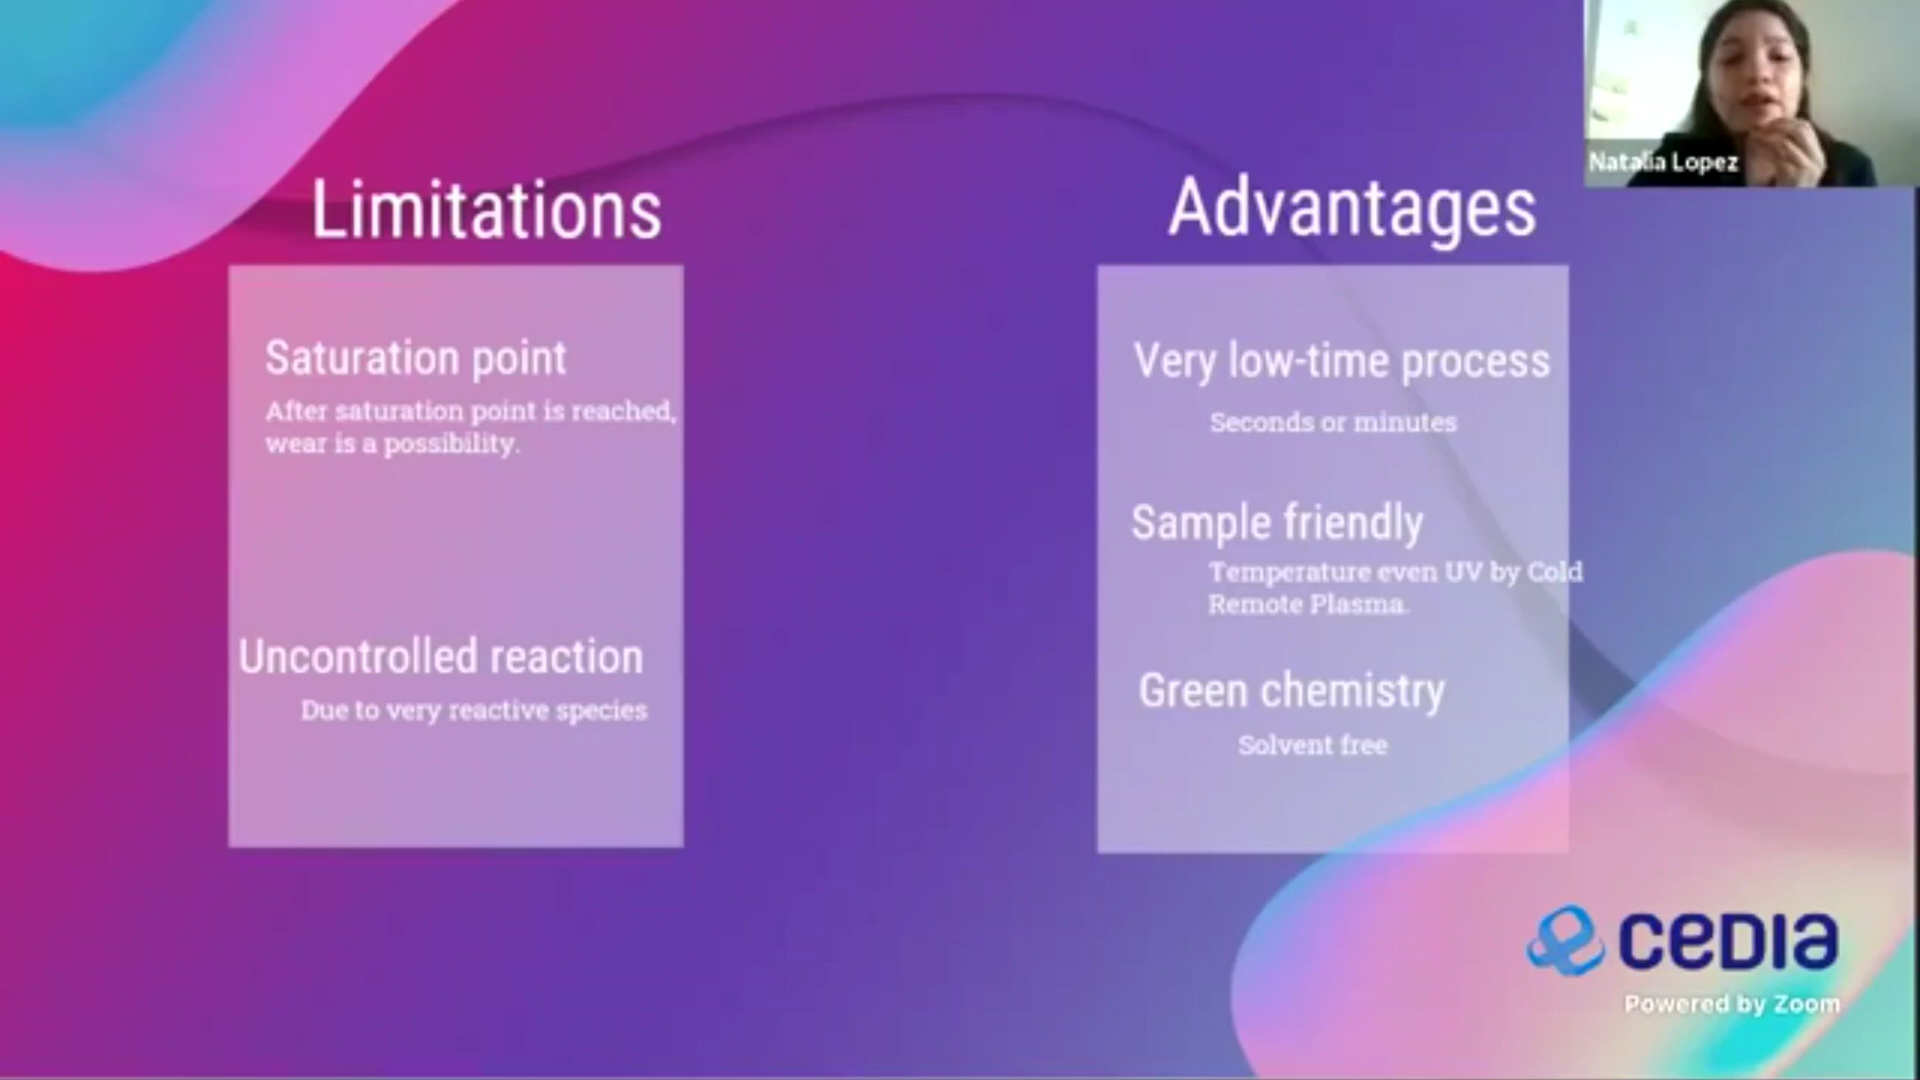 Limitations
Saturation point
After saturation point is reached,
wear is a possibility.
Uncontrolled reaction
Due to very reactive species
Advantages
Very low-time process
Seconds or minutes
Sample friendly
Temperature even UV by Cold
Remote Plasma.
Green chemistry
Solvent free
Natalia Lopez
CEDIA
Powered by Zoom